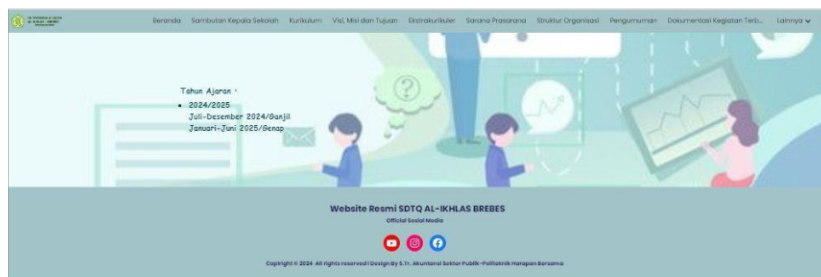 Beranda Sambutan Kepala Sekolah Kurikulum Visi, Misi dan Tujuan Ekstrakurikuler Sarana Prasarana Struktur Organisasi Pengumuman Dokumentasi Kegiatan Terb... Lainnya
Tahun Ajaran :
• 2024/2025
Juli-Desember 2024/Ganjil
Januari-Juni 2025/Genap
Website Resmi SDTQ AL-IKHLAS BREBES
Official Sosial Media
Copyright © 2024 All rights reserved | Design By S.Tr. Akuntansi Sektor Publik-Politeknik Harapan Bersama